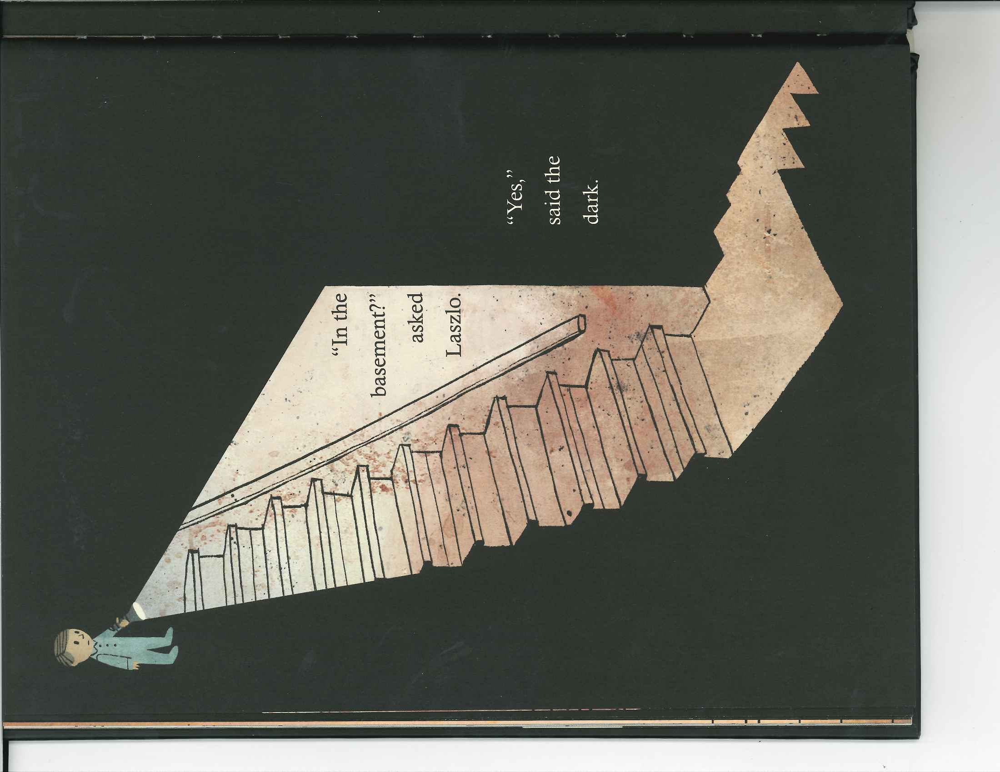 “In the
basement?”
asked
Laszlo.
“Yes,”
said the
dark.